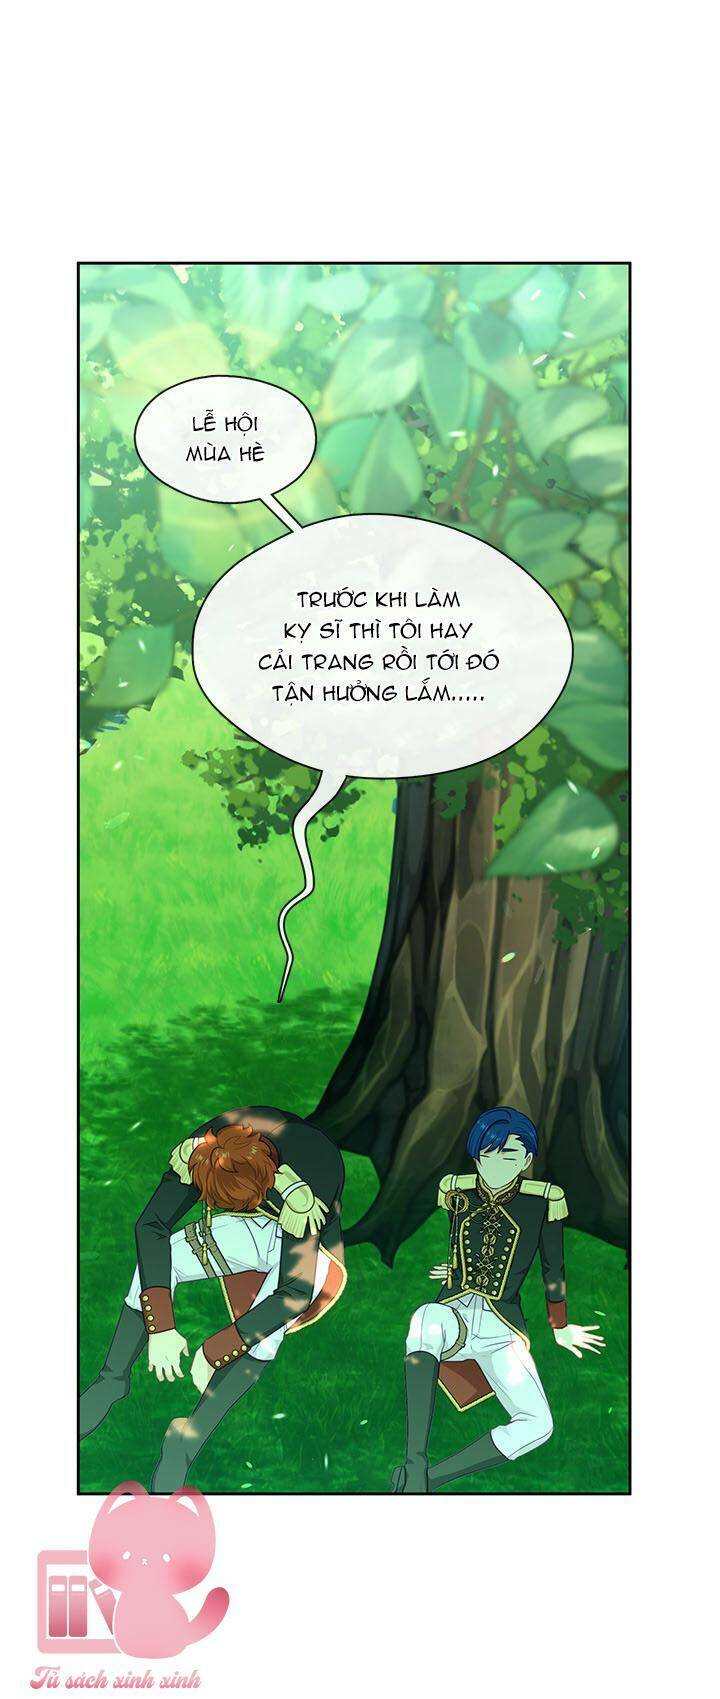 LỄ HỘI
MÙA HÈ
TRƯỚC KHI LÀM
KỴ SĨ THÌ TÔI HAY
CẢI TRANG RỒI TỚI ĐÓ
TẬN HƯỞNG LẮM.....
Tủ sách xinh xinh